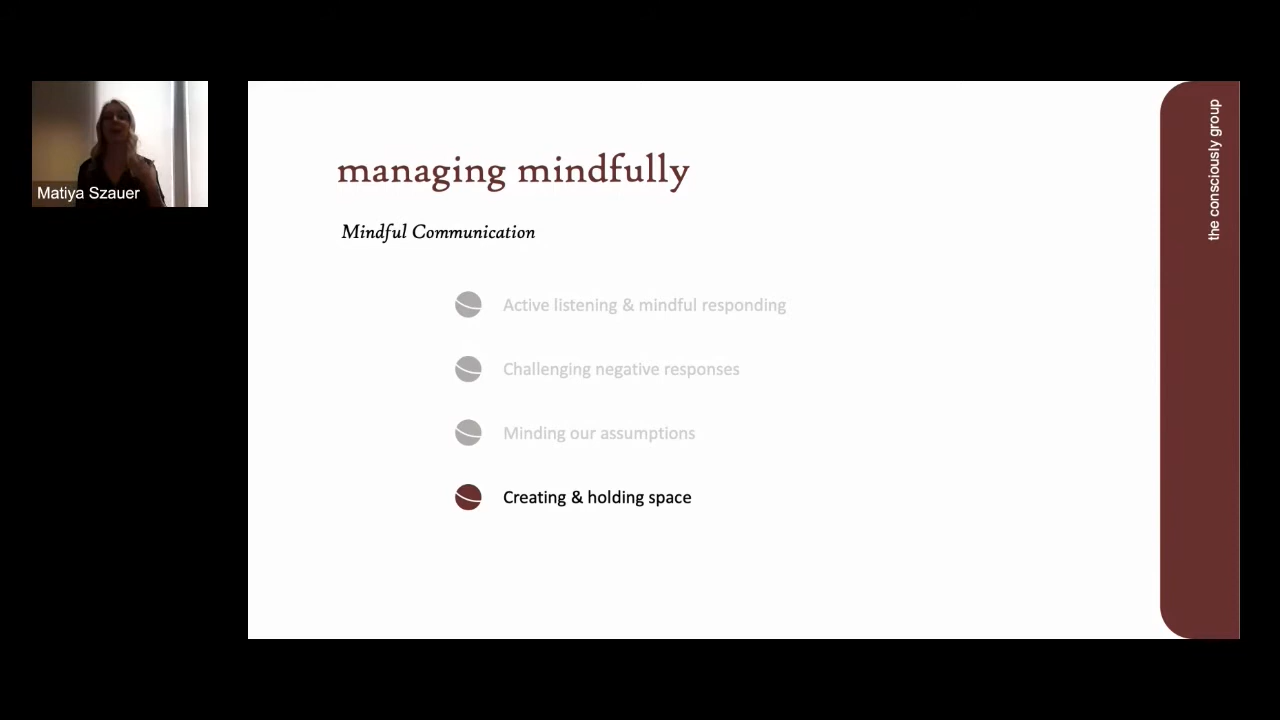 Matiya Szauer
managing mindfully
Mindful Communication
Active listening & mindful responding
Challenging negative responses
Minding our assumptions
Creating & holding space
the consciously group